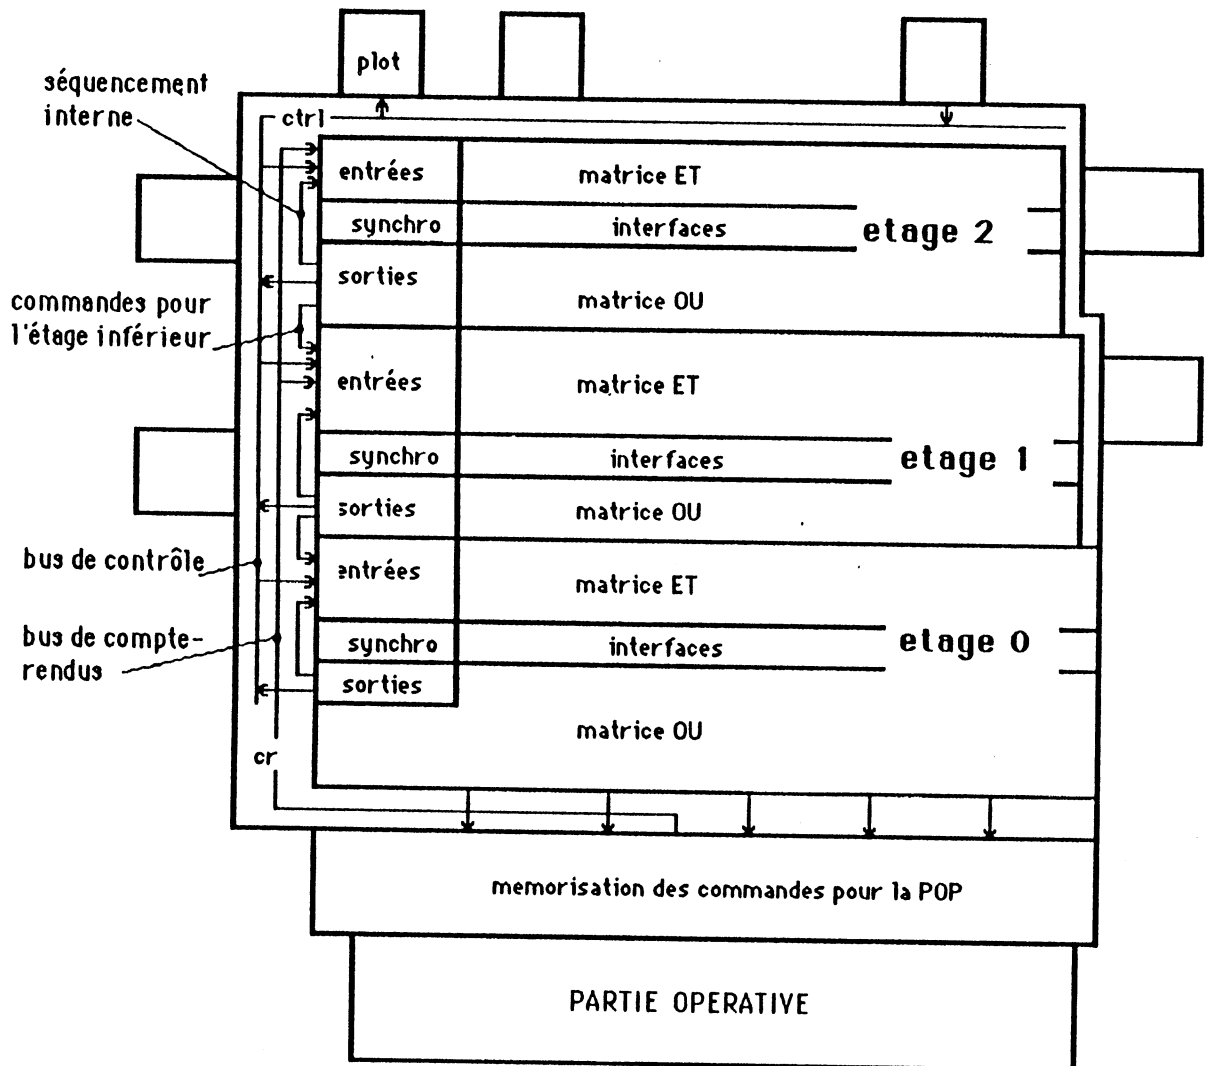 plot
séquencement
interne
ctrl
entrées
matrice ET
synchro
interfaces
etage 2
sorties
matrice OU
commandes pour
l'étage inférieur
entrées
matrice ET
synchro
interfaces
etage 1
sorties
matrice OU
bus de contrôle
entrées
matrice ET
bus de compte-
rendus
synchro
interfaces
etage 0
sorties
matrice OU
cr
memorisation des commandes pour la POP
PARTIE OPERATIVE